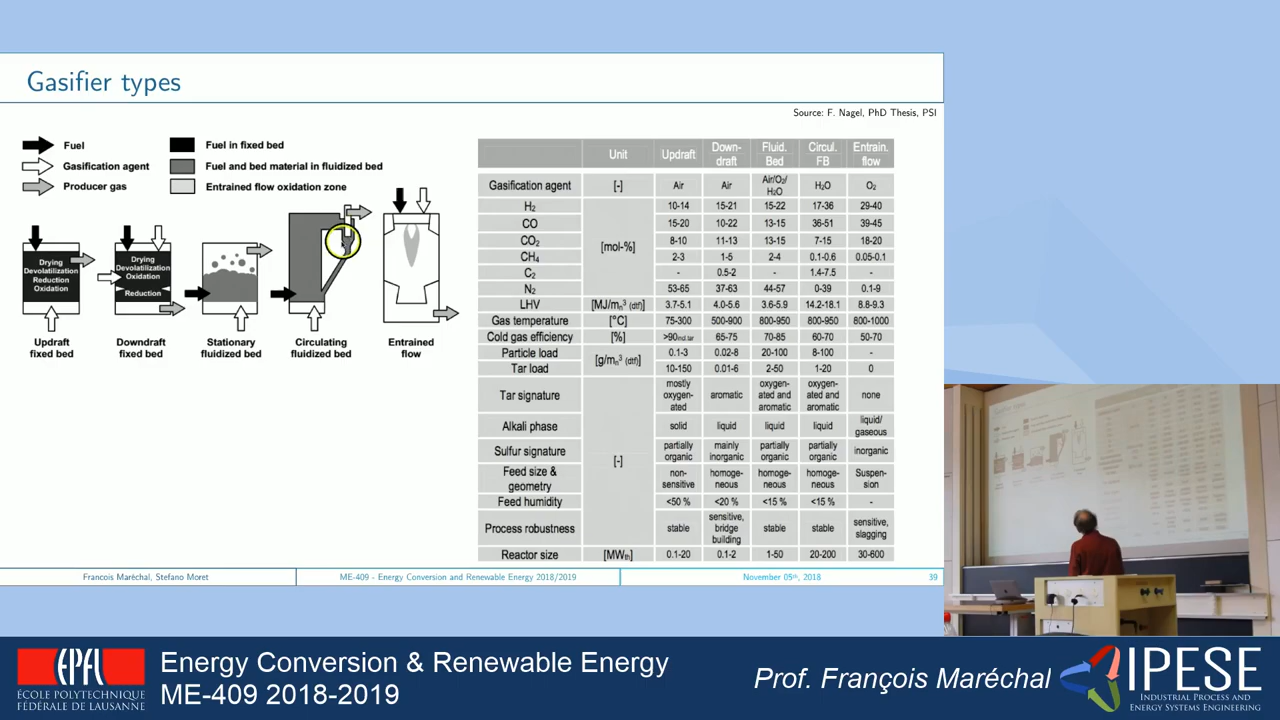 Gasifier types
Source: F. Nagel, PhD Thesis, PSI
Fuel
Gasification agent
Producer gas
Fuel in fixed bed
Fuel and bed material in fluidized bed
Entrained flow oxidation zone
Drying
Devolatilization
Reduction
Oxidation
Drying
Devolatilization
Oxidation
Reduction
Updraft
fixed bed
Downdraft
fixed bed
Stationary
fluidized bed
Circulating
fluidized bed
Entrained
flow
Unit Updraft Down-draft Fluid. Bed Circul. FB Entrain. flow
Gasification agent [-] Air Air Air/O₂/H₂O H₂O O₂
H₂ [mol-%] 10-14 15-21 15-22 17-36 29-40
CO 15-20 10-22 13-15 36-51 39-45
CO₂ 8-10 11-13 13-15 7-15 18-20
CH₄ 2-3 1-5 2-4 0.1-0.6 0.05-0.1
C₂ - 0.5-2 - 1.4-7.5 -
N₂ 53-65 37-63 44-57 0-39 0.1-9
LHV [MJ/mₙ³ (dtf)] 3.7-5.1 4.0-5.6 3.6-5.9 14.2-18.1 8.8-9.3
Gas temperature [°C] 75-300 500-900 800-950 800-950 800-1000
Cold gas efficiency [%] >90ind.tar 65-75 70-85 60-70 50-70
Particle load [g/mₙ³ (dtf)] 0.1-3 0.02-8 20-100 8-100 -
Tar load 10-150 0.01-6 2-50 1-20 0
Tar signature [-] mostly oxygen-ated aromatic oxygen-ated and aromatic oxygen-ated and aromatic none
Alkali phase solid liquid liquid liquid liquid/gaseous
Sulfur signature partially organic mainly inorganic partially organic partially organic inorganic
Feed size & geometry non-sensitive homoge-neous homoge-neous homoge-neous Suspen-sion
Feed humidity <50 % <20 % <15 % <15 % -
Process robustness stable sensitive, bridge building stable stable sensitive, slagging
Reactor size [MWth] 0.1-20 0.1-2 1-50 20-200 30-600
Francois Maréchal, Stefano Moret
ME-409 - Energy Conversion and Renewable Energy 2018/2019
November 05th, 2018
39
EPFL
ÉCOLE POLYTECHNIQUE
FÉDÉRALE DE LAUSANNE
Energy Conversion & Renewable Energy
ME-409 2018-2019
Prof. François Maréchal
IPESE
Industrial Process and
Energy Systems Engineering